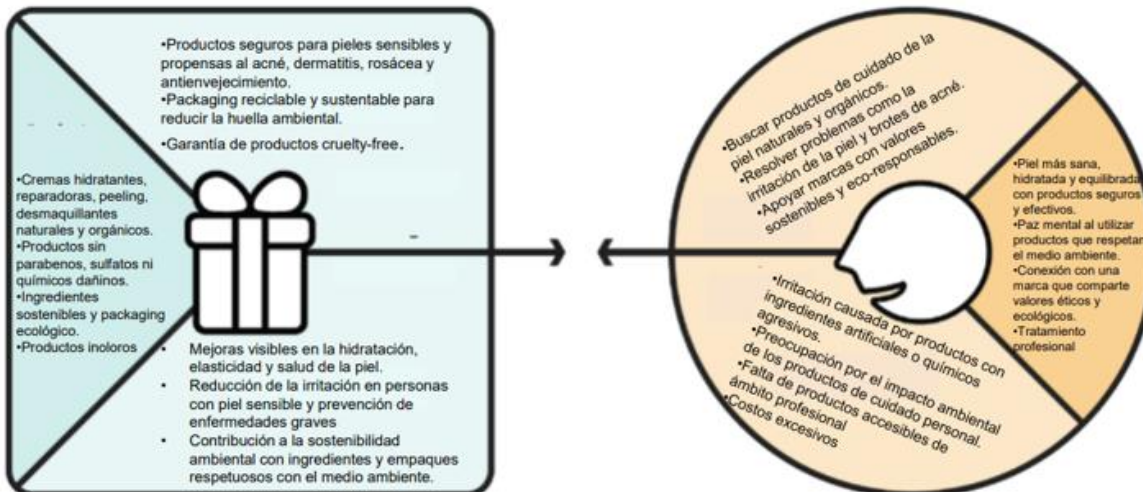 •Productos seguros para pieles sensibles y
propensas al acné, dermatitis, rosácea y
antienvejecimiento.
•Packaging reciclable y sustentable para
reducir la huella ambiental.
•Garantía de productos cruelty-free.
•Cremas hidratantes,
reparadoras, peeling,
desmaquillantes
naturales y orgánicos.
•Productos sin
parabenos, sulfatos ni
químicos dañinos.
•Ingredientes
sostenibles y packaging
ecológico.
•Productos inoloros
• Mejoras visibles en la hidratación,
elasticidad y salud de la piel.
• Reducción de la irritación en personas
con piel sensible y prevención de
enfermedades graves
• Contribución a la sostenibilidad
ambiental con ingredientes y empaques
respetuosos con el medio ambiente.
•Buscar productos de cuidado de la
piel naturales y orgánicos.
•Resolver problemas como la
irritación de la piel y brotes de acné.
•Apoyar marcas con valores
sostenibles y eco-responsables.
•Piel más sana,
hidratada y equilibrada
con productos seguros
y efectivos.
•Paz mental al utilizar
productos que respetan
el medio ambiente.
•Conexión con una
marca que comparte
valores éticos y
ecológicos.
•Tratamiento
profesional
•Irritación causada por productos con
ingredientes artificiales o químicos
agresivos.
•Preocupación por el impacto ambiental
de los productos de cuidado personal.
•Falta de productos accesibles de
ámbito profesional
•Costos excesivos